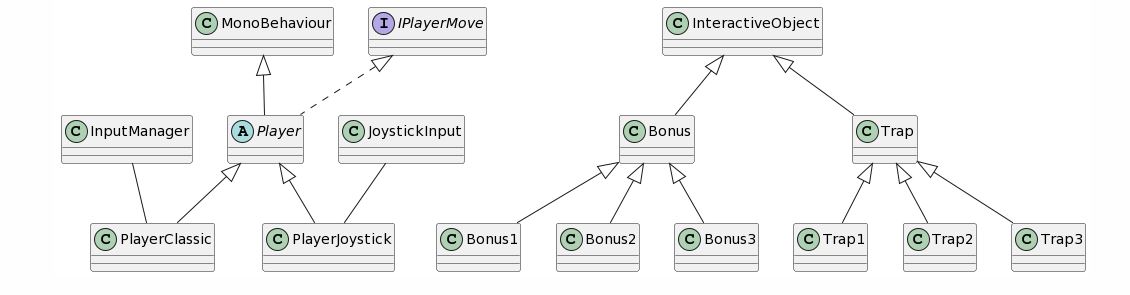 C MonoBehaviour
I IPlayerMove
C InteractiveObject
C InputManager
A Player
C JoystickInput
C Bonus
C Trap
C PlayerClassic
C PlayerJoystick
C Bonus1
C Bonus2
C Bonus3
C Trap1
C Trap2
C Trap3